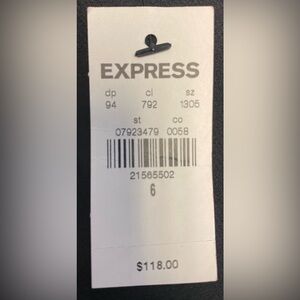 EXPRESS
dp cl sz
94 792 1305
st co
07923479 0058
21565502
6
$118.00